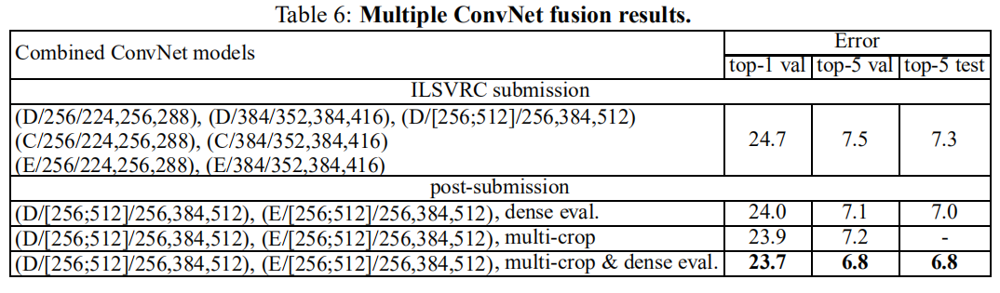 Table 6: Multiple ConvNet fusion results.
Combined ConvNet models Error
top-1 val top-5 val top-5 test
ILSVRC submission
(D/256/224,256,288), (D/384/352,384,416), (D/[256;512]/256,384,512)
(C/256/224,256,288), (C/384/352,384,416) 24.7 7.5 7.3
(E/256/224,256,288), (E/384/352,384,416)
post-submission
(D/[256;512]/256,384,512), (E/[256;512]/256,384,512), dense eval. 24.0 7.1 7.0
(D/[256;512]/256,384,512), (E/[256;512]/256,384,512), multi-crop 23.9 7.2 -
(D/[256;512]/256,384,512), (E/[256;512]/256,384,512), multi-crop & dense eval. 23.7 6.8 6.8